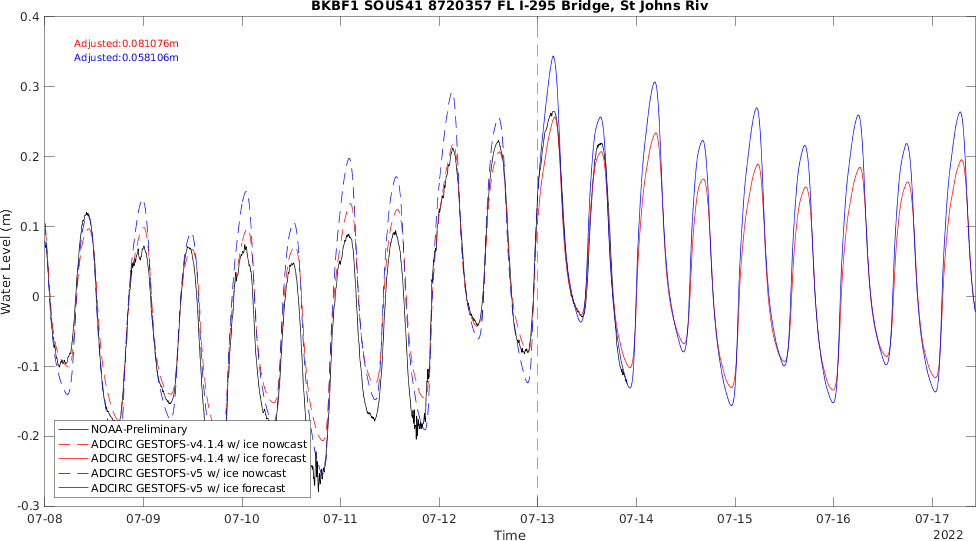 BKBF1 SOUS41 8720357 FL I-295 Bridge, St Johns Riv
Adjusted:0.081076m
Adjusted:0.058106m
0.4
0.3
0.2
0.1
0
-0.1
-0.2
-0.3
Water Level (m)
NOAA-Preliminary
ADCIRC GESTOFS-v4.1.4 w/ ice nowcast
ADCIRC GESTOFS-v4.1.4 w/ ice forecast
ADCIRC GESTOFS-v5 w/ ice nowcast
ADCIRC GESTOFS-v5 w/ ice forecast
07-08 07-09 07-10 07-11 07-12 07-13 07-14 07-15 07-16 07-17
Time
2022